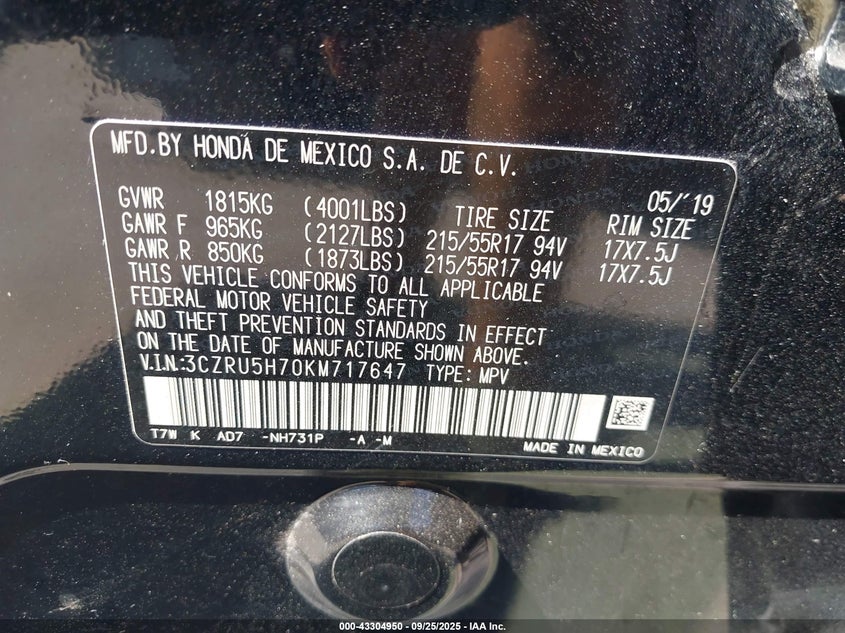 MFD.BY HONDA DE MEXICO S.A. DE C.V.
05/'19
GVWR 1815KG (4001LBS) TIRE SIZE RIM SIZE
GAWR F 965KG (2127LBS) 215/55R17 94V 17X7.5J
GAWR R 850KG (1873LBS) 215/55R17 94V 17X7.5J
THIS VEHICLE CONFORMS TO ALL APPLICABLE
FEDERAL MOTOR VEHICLE SAFETY
AND THEFT PREVENTION STANDARDS IN EFFECT
ON THE DATE OF MANUFACTURE SHOWN ABOVE.
V.I.N:3CZRU5H70KM717647 TYPE: MPV
T7W K AD7 -NH731P -A -M
MADE IN MEXICO
000-43304950 - 09/25/2025 - IAA Inc.